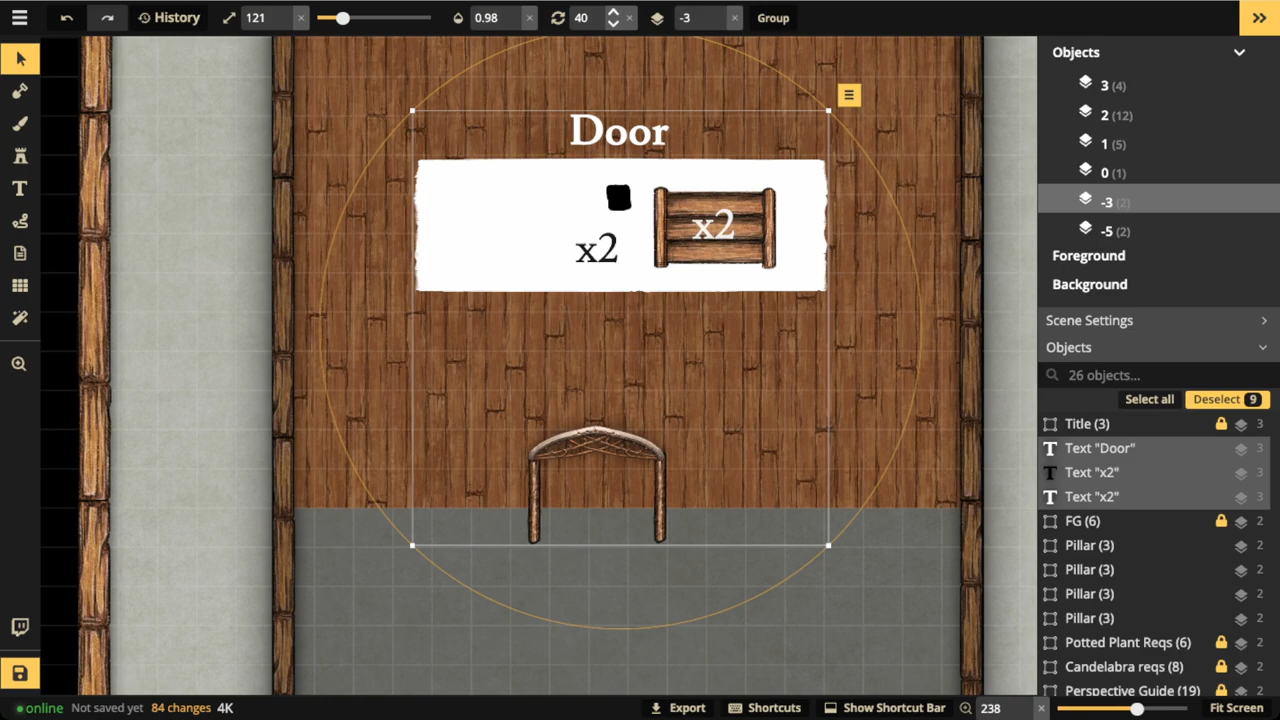 History
121
0.98
40
-3
Group
Objects
3 (4)
2 (12)
1 (5)
0 (1)
-3 (2)
-5 (2)
Foreground
Background
Scene Settings
Objects
26 objects...
Select all
Deselect 9
Title (3) 3
Text "Door" 3
Text "x2" 3
Text "x2" 3
FG (6) 2
Pillar (3) 2
Pillar (3) 2
Pillar (3) 2
Pillar (3) 2
Potted Plant Reqs (6) 2
Candelabra reqs (8) 2
Perspective Guide (19) 2
Door
x2
x2
online Not saved yet 84 changes 4K
Export
Shortcuts
Show Shortcut Bar
238
Fit Screen